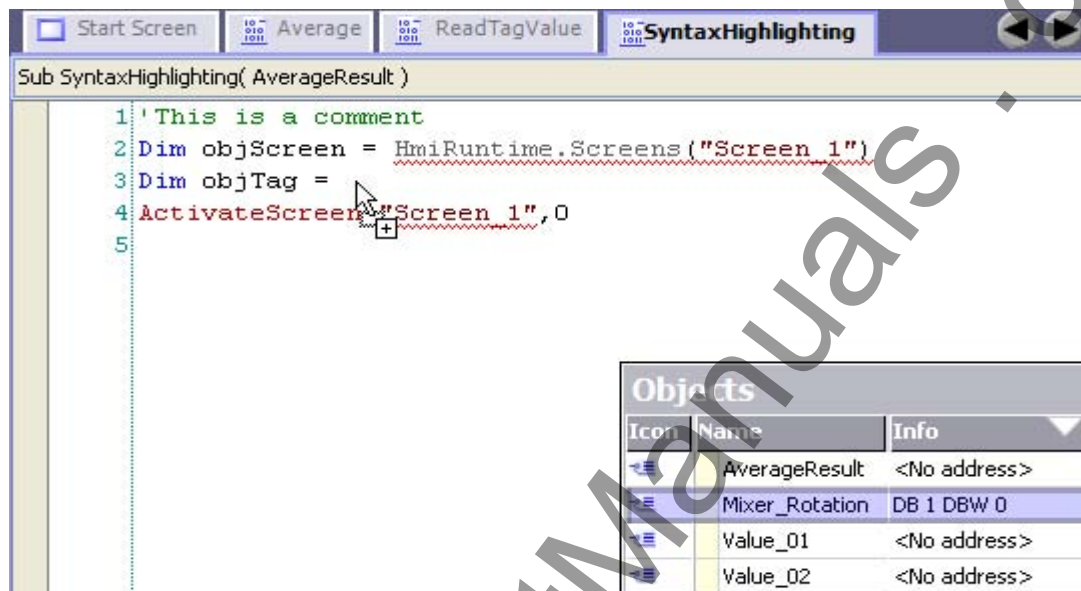 Start Screen Average ReadTagValue SyntaxHighlighting
Sub SyntaxHighlighting( AverageResult )
1 'This is a comment
2 Dim objScreen = HmiRuntime.Screens("Screen_1")
3 Dim objTag =
4 ActivateScreen "Screen_1",0
5
Objects
Icon Name Info
AverageResult <No address>
Mixer_Rotation DB 1 DBW 0
Value_01 <No address>
Value_02 <No address>
Manuals.